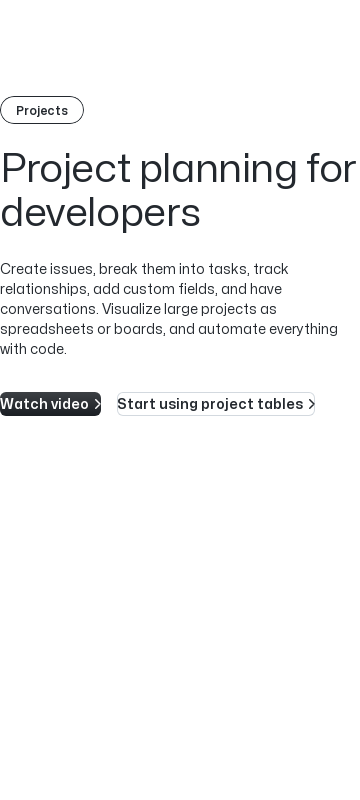 Projects
Project planning for
developers
Create issues, break them into tasks, track
relationships, add custom fields, and have
conversations. Visualize large projects as
spreadsheets or boards, and automate everything
with code.
Watch video
Start using project tables